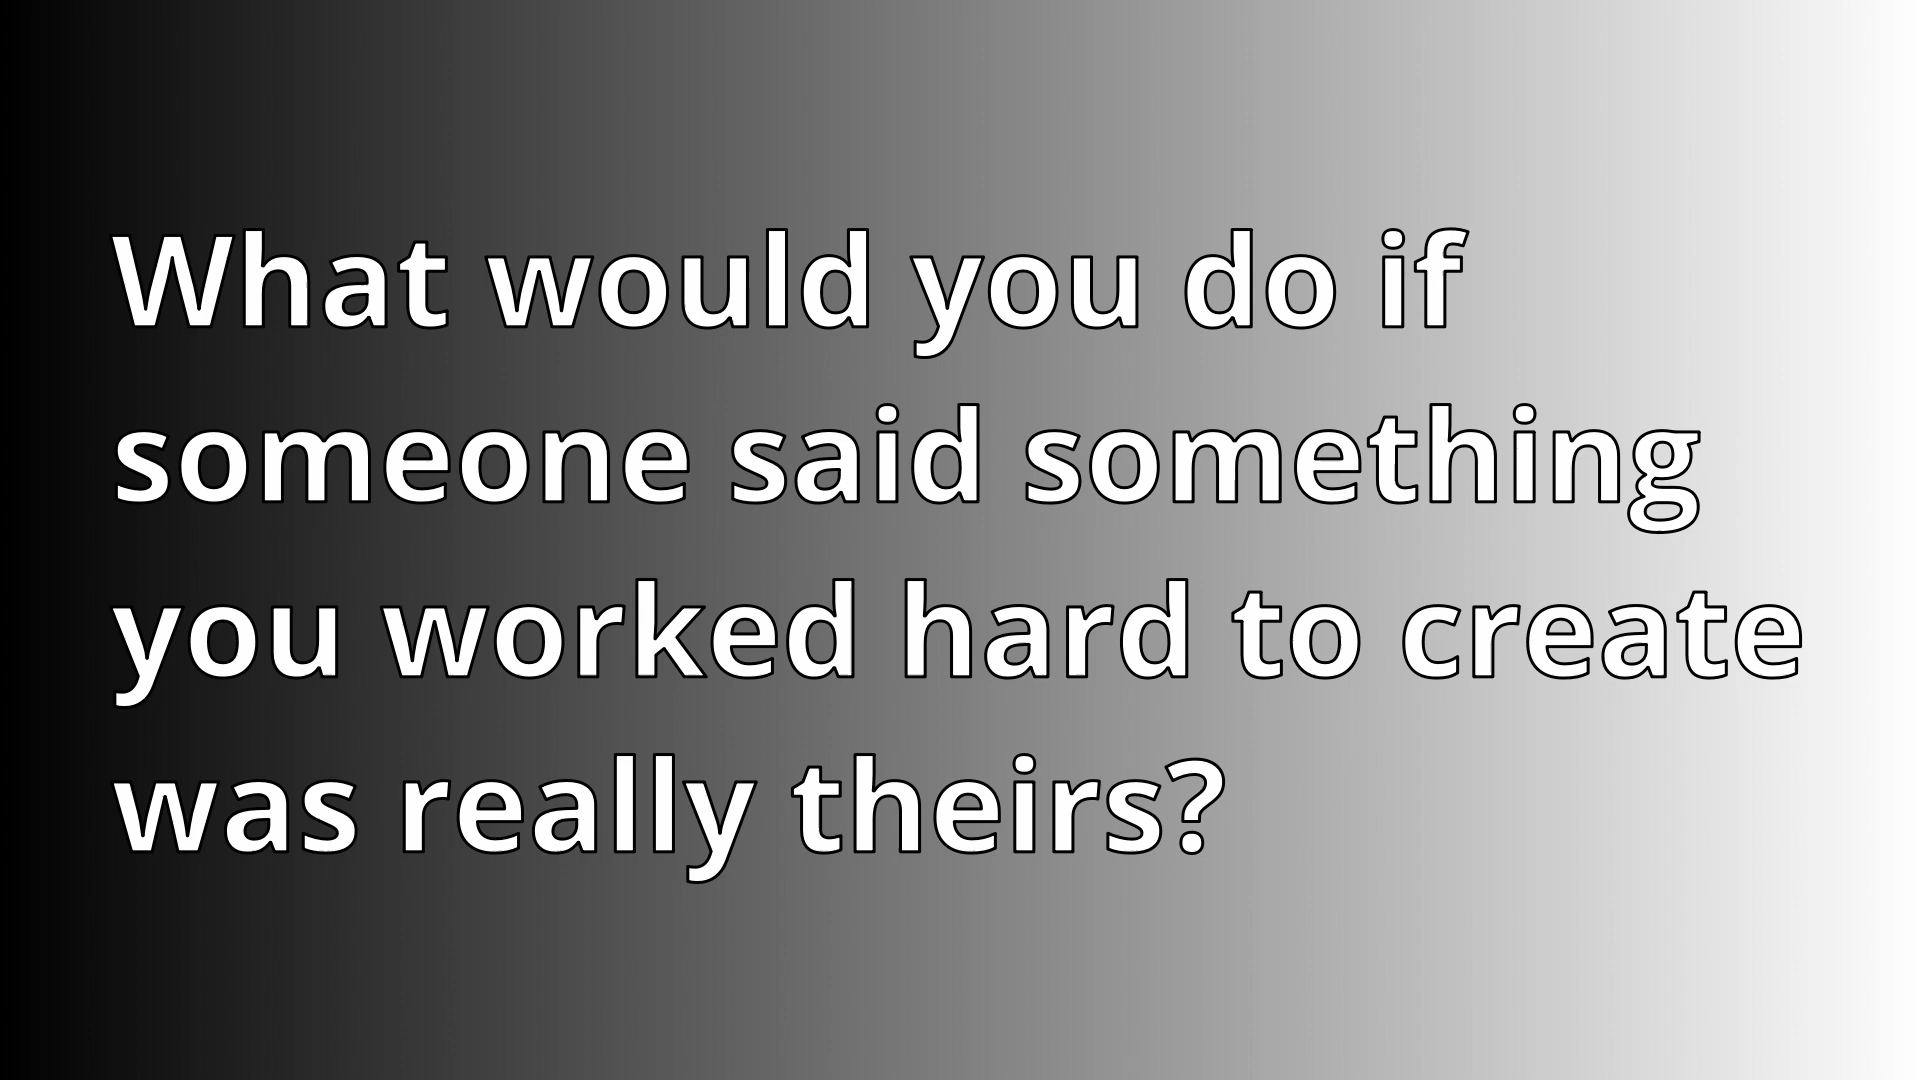 What would you do if
someone said something
you worked hard to create
was really theirs?